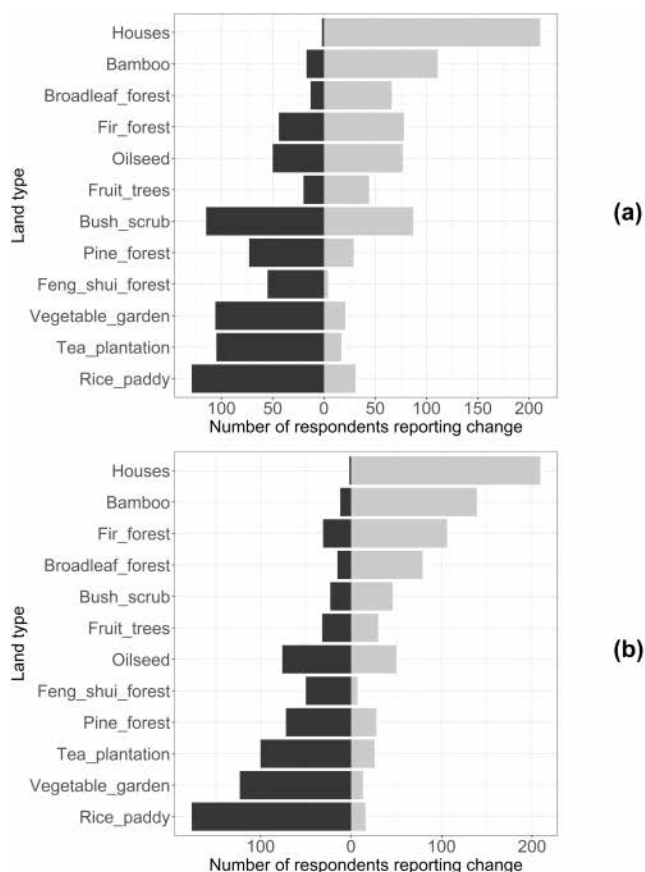 Houses
Bamboo
Broadleaf_forest
Fir_forest
Oilseed
Fruit_trees
Bush_scrub
Pine_forest
Feng_shui_forest
Vegetable_garden
Tea_plantation
Rice_paddy
Land type
100 50 0 50 100 150 200
Number of respondents reporting change
(a)
Houses
Bamboo
Fir_forest
Broadleaf_forest
Bush_scrub
Fruit_trees
Oilseed
Feng_shui_forest
Pine_forest
Tea_plantation
Vegetable_garden
Rice_paddy
Land type
100 0 100 200
Number of respondents reporting change
(b)